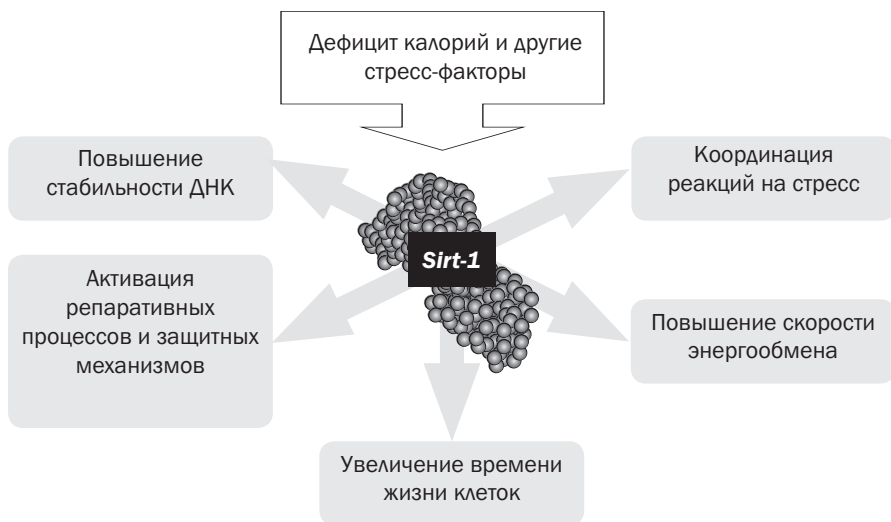 Дефицит калорий и другие
стресс-факторы
Повышение
стабильности ДНК
Координация
реакций на стресс
Sirt-1
Активация
репаративных
процессов и защитных
механизмов
Повышение скорости
энергообмена
Увеличение времени
жизни клеток